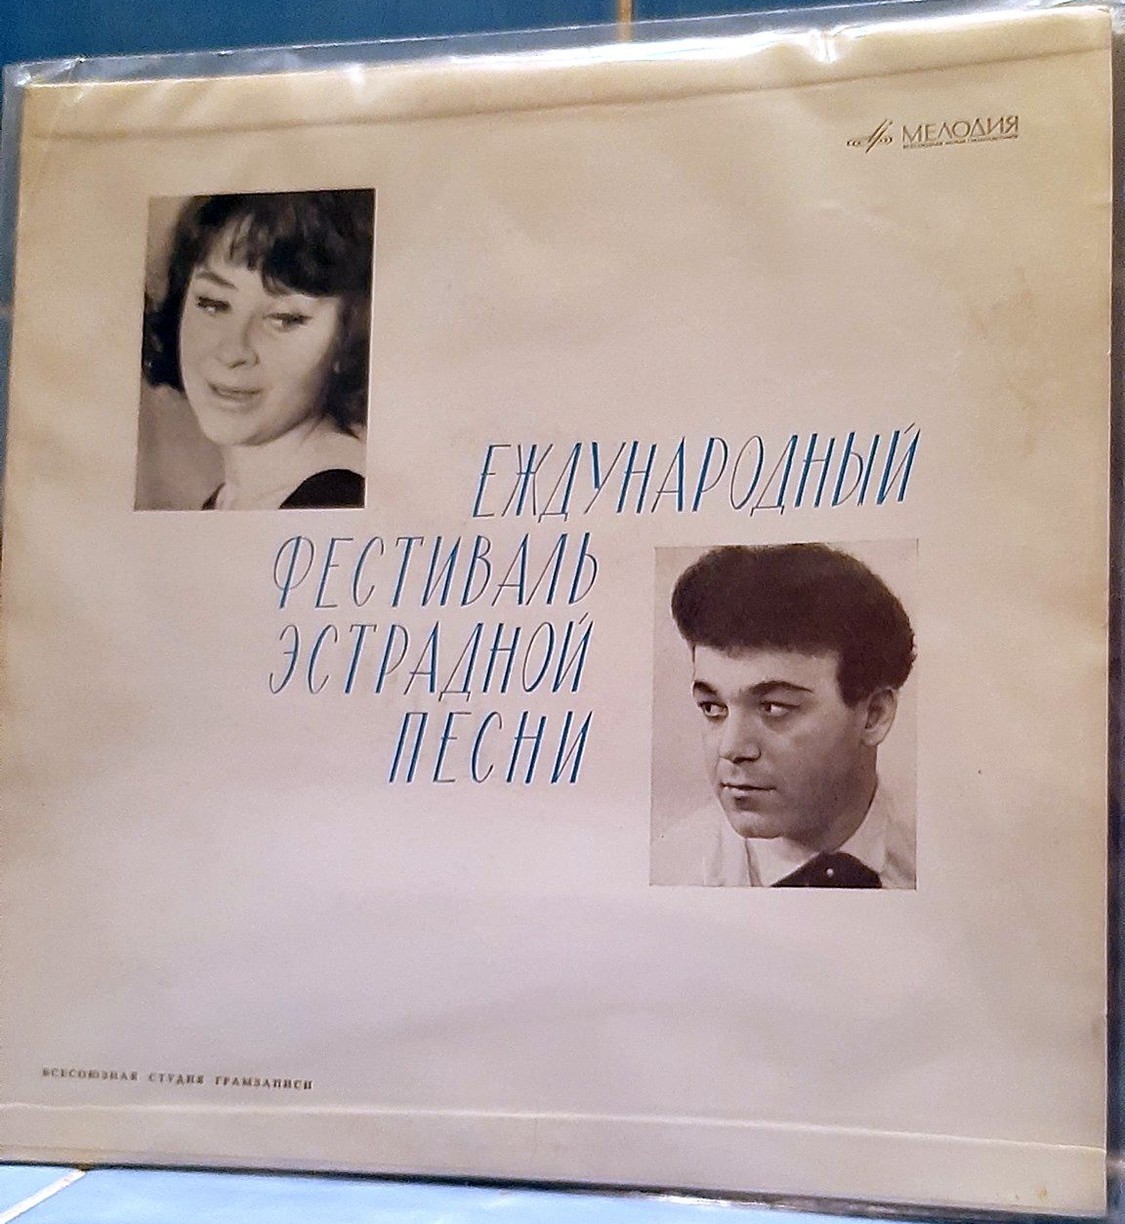 МЕЛОДИЯ
ЕЖДУНАРОДНЫЙ
ФЕСТИВАЛЬ
ЭСТРАДНОЙ
ПЕСНИ
ВСЕСОЮЗНАЯ СТУДИЯ ГРАМЗАПИСИ